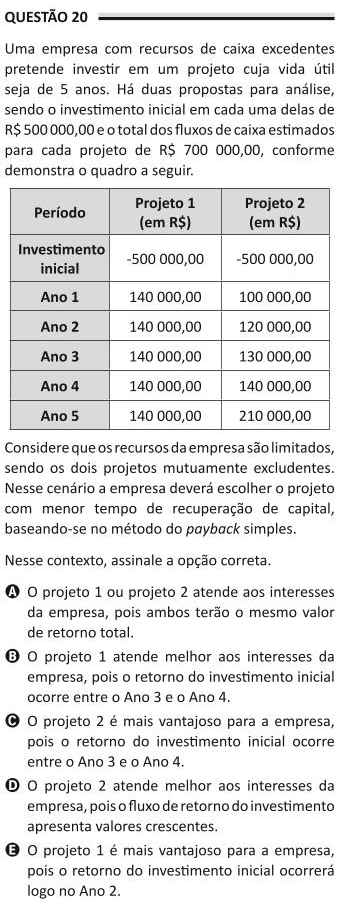 QUESTÃO 20
Uma empresa com recursos de caixa excedentes
pretende investir em um projeto cuja vida útil
seja de 5 anos. Há duas propostas para análise,
sendo o investimento inicial em cada uma delas de
R$ 500 000,00 e o total dos fluxos de caixa estimados
para cada projeto de R$ 700 000,00, conforme
demonstra o quadro a seguir.
Período Projeto 1 (em R$) Projeto 2 (em R$)
Investimento inicial -500 000,00 -500 000,00
Ano 1 140 000,00 100 000,00
Ano 2 140 000,00 120 000,00
Ano 3 140 000,00 130 000,00
Ano 4 140 000,00 140 000,00
Ano 5 140 000,00 210 000,00
Considere que os recursos da empresa são limitados,
sendo os dois projetos mutuamente excludentes.
Nesse cenário a empresa deverá escolher o projeto
com menor tempo de recuperação de capital,
baseando-se no método do payback simples.
Nesse contexto, assinale a opção correta.
A O projeto 1 ou projeto 2 atende aos interesses
da empresa, pois ambos terão o mesmo valor
de retorno total.
B O projeto 1 atende melhor aos interesses da
empresa, pois o retorno do investimento inicial
ocorre entre o Ano 3 e o Ano 4.
C O projeto 2 é mais vantajoso para a empresa,
pois o retorno do investimento inicial ocorre
entre o Ano 3 e o Ano 4.
D O projeto 2 atende melhor aos interesses da
empresa, pois o fluxo de retorno do investimento
apresenta valores crescentes.
E O projeto 1 é mais vantajoso para a empresa,
pois o retorno do investimento inicial ocorrerá
logo no Ano 2.